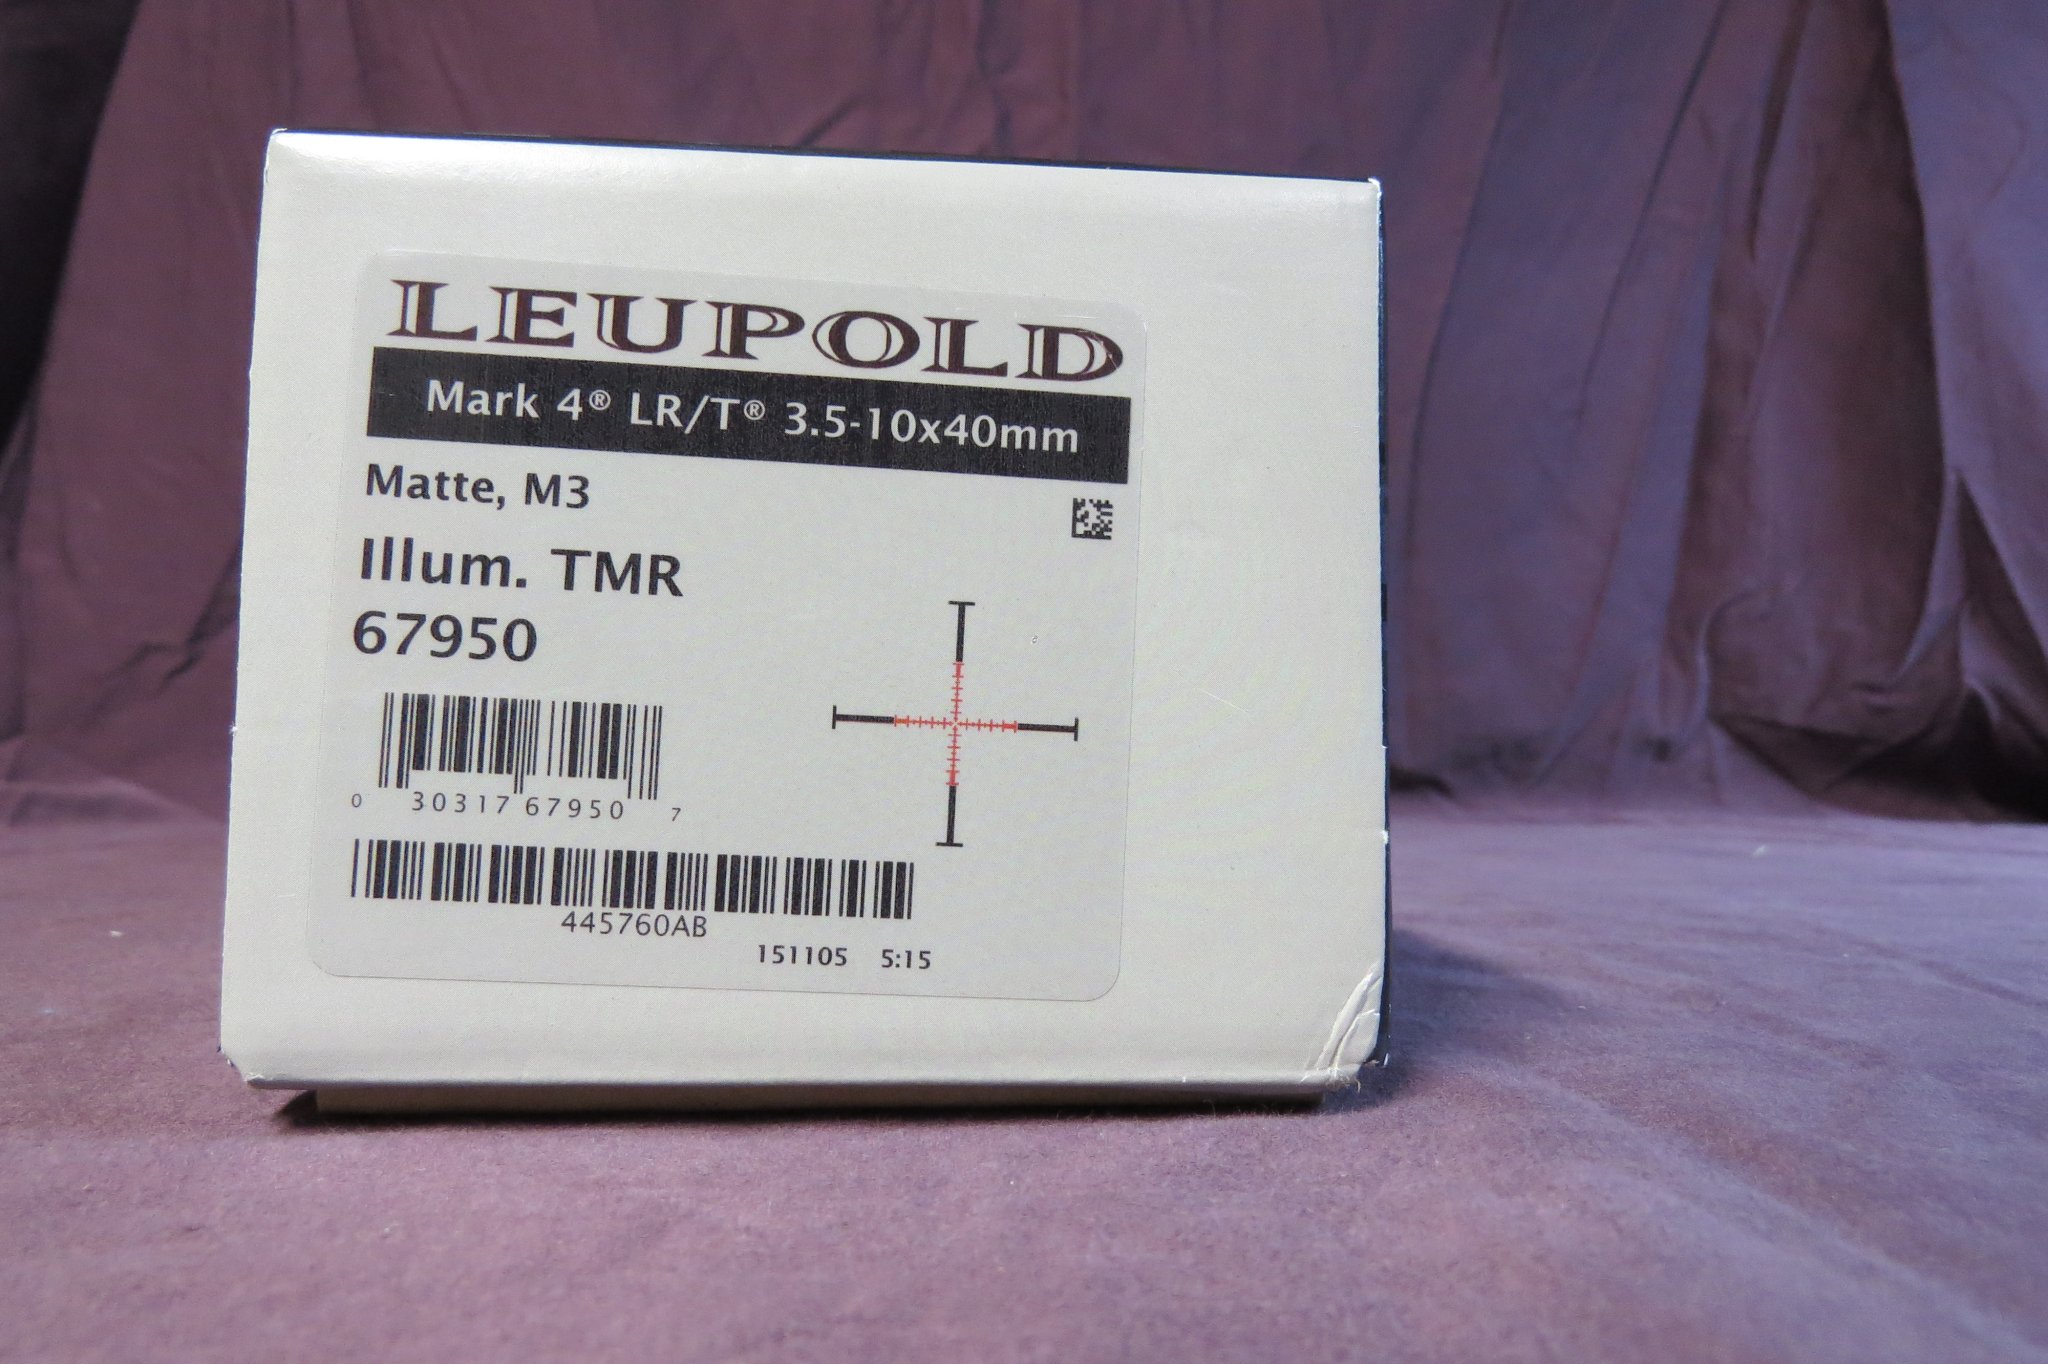 LEUPOLD
Mark 4® LR/T® 3.5-10x40mm
Matte, M3
Illum. TMR
67950
0 30317 67950 7
445760AB
151105 5:15